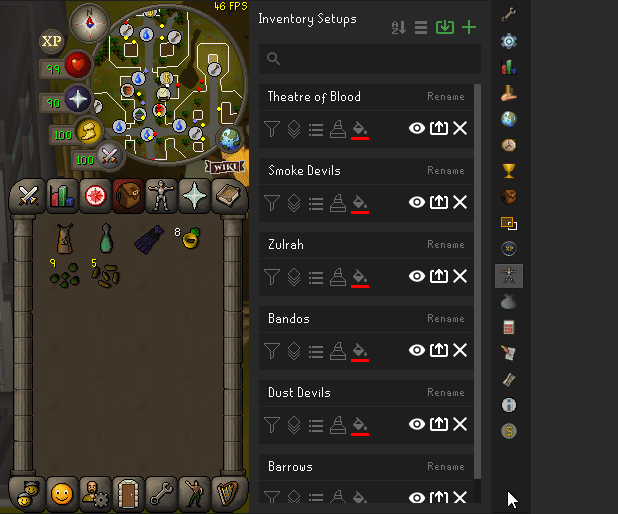 46 FPS
XP
99
90
100
100
WIKI
8
9
5
Inventory Setups
Theatre of Blood
Rename
Smoke Devils
Rename
Zulrah
Rename
Bandos
Rename
Dust Devils
Rename
Barrows
Rename